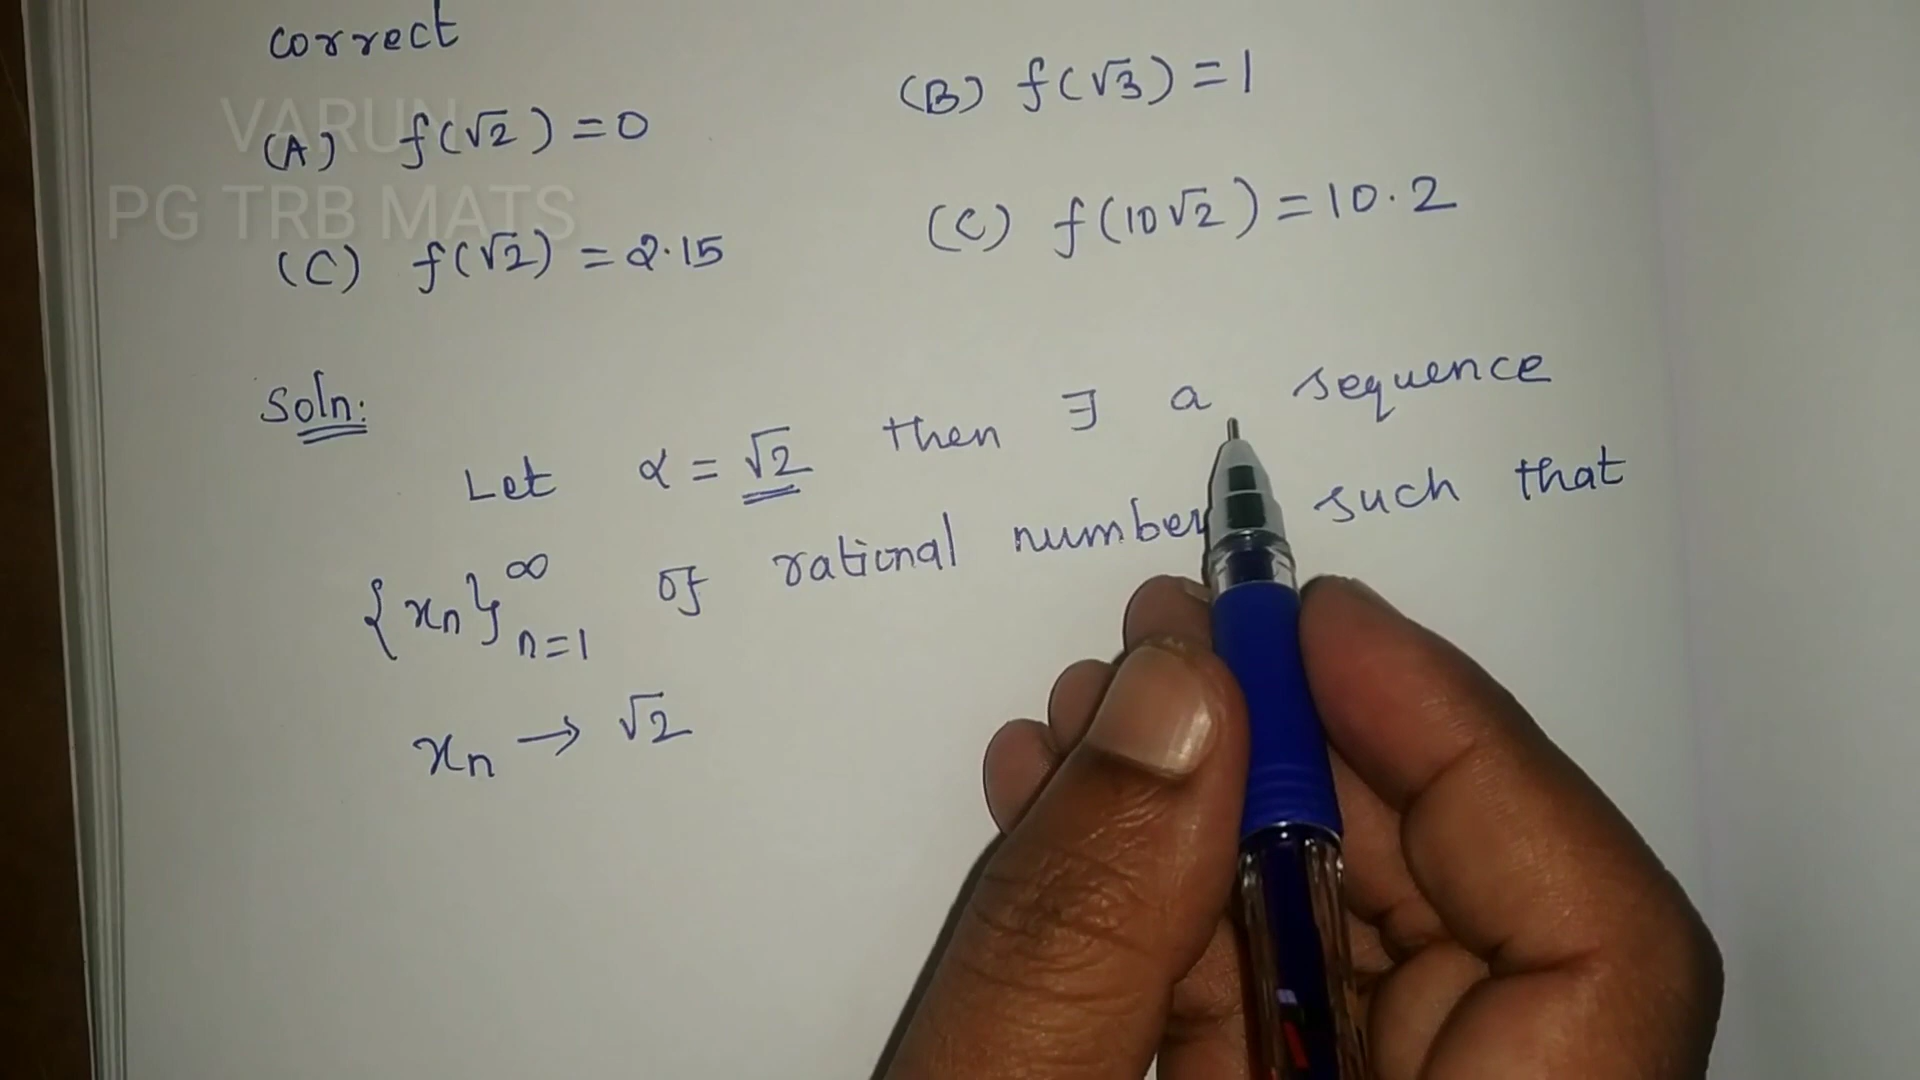 correct
VARUN
PG TRB MATS
(A) f(√2) = 0
(B) f(√3) = 1
(C) f(√2) = 2.15
(C) f(10√2) = 10.2
Soln:
Let α = √2 then ∃ a sequence
{xn}∞n=1 of rational number such that
xn → √2